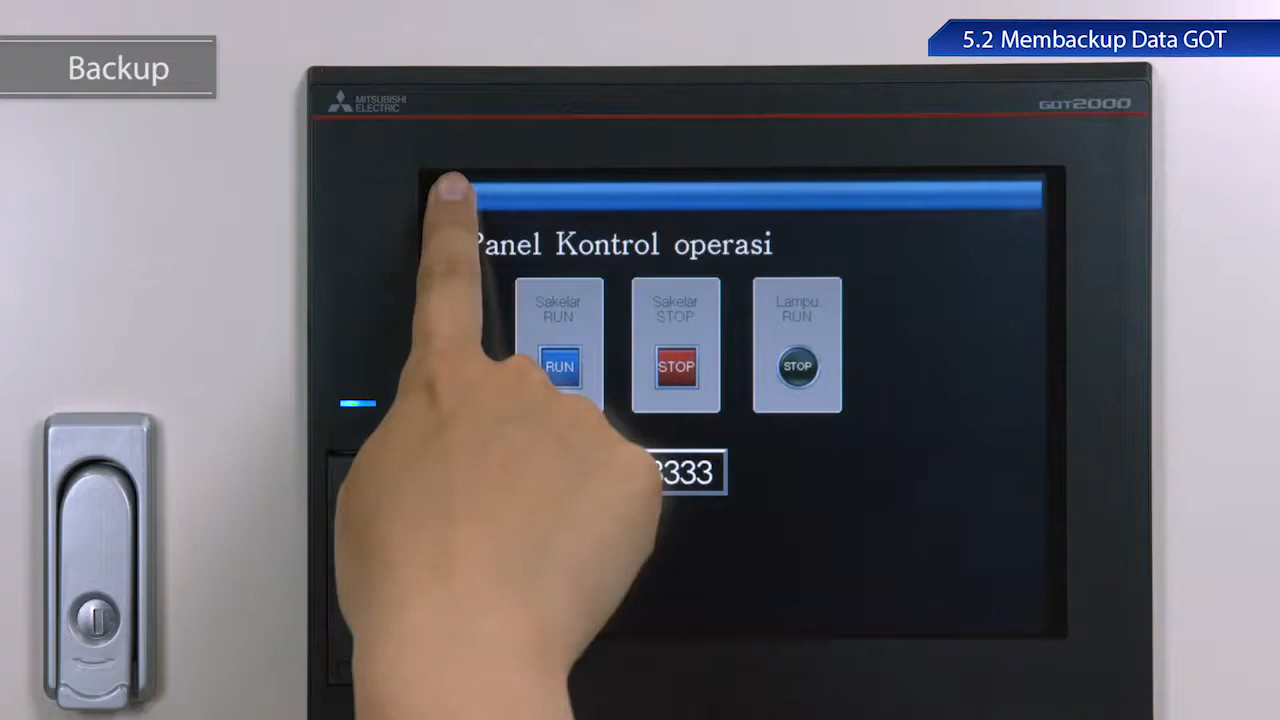 Backup
5.2 Membackup Data GOT
MITSUBISHI
ELECTRIC
GOT2000
Panel Kontrol operasi
Sakelar
RUN
Sakelar
STOP
Lampu
RUN
RUN
STOP
STOP
3333